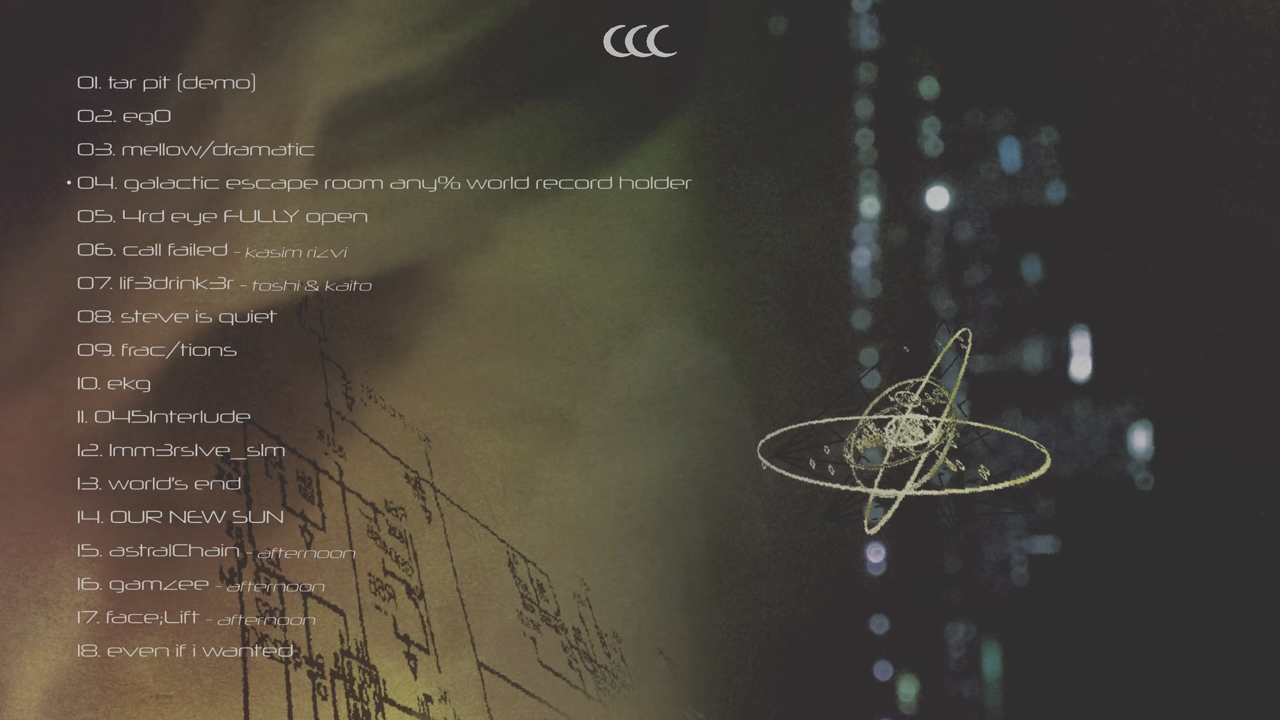 CCC
01. tar pit (demo)
02. eg0
03. mellow/dramatic
• 04. galactic escape room any% world record holder
05. 4rd eye FULLY open
06. call failed - kasim rizvi
07. lif3drink3r - toshi & kaito
08. steve is quiet
09. frac/tions
10. ekg
11. 045Interlude
12. Imm3rsIve_sIm
13. world's end
14. OUR NEW SUN
15. astralChain - afternoon
16. gamzee - afternoon
17. face;Lift - afternoon
18. even if i wanted